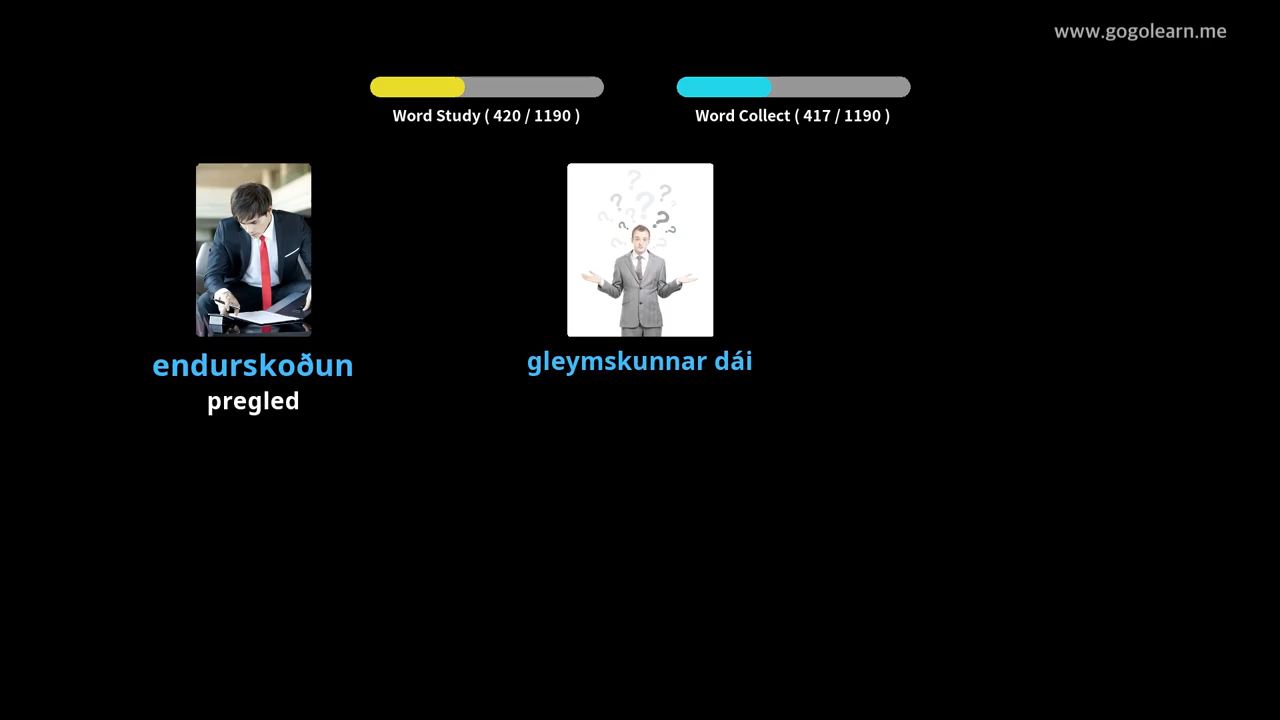 www.gogolearn.me
Word Study ( 420 / 1190 )
Word Collect ( 417 / 1190 )
endurskoðun
pregled
gleymskunnar dái